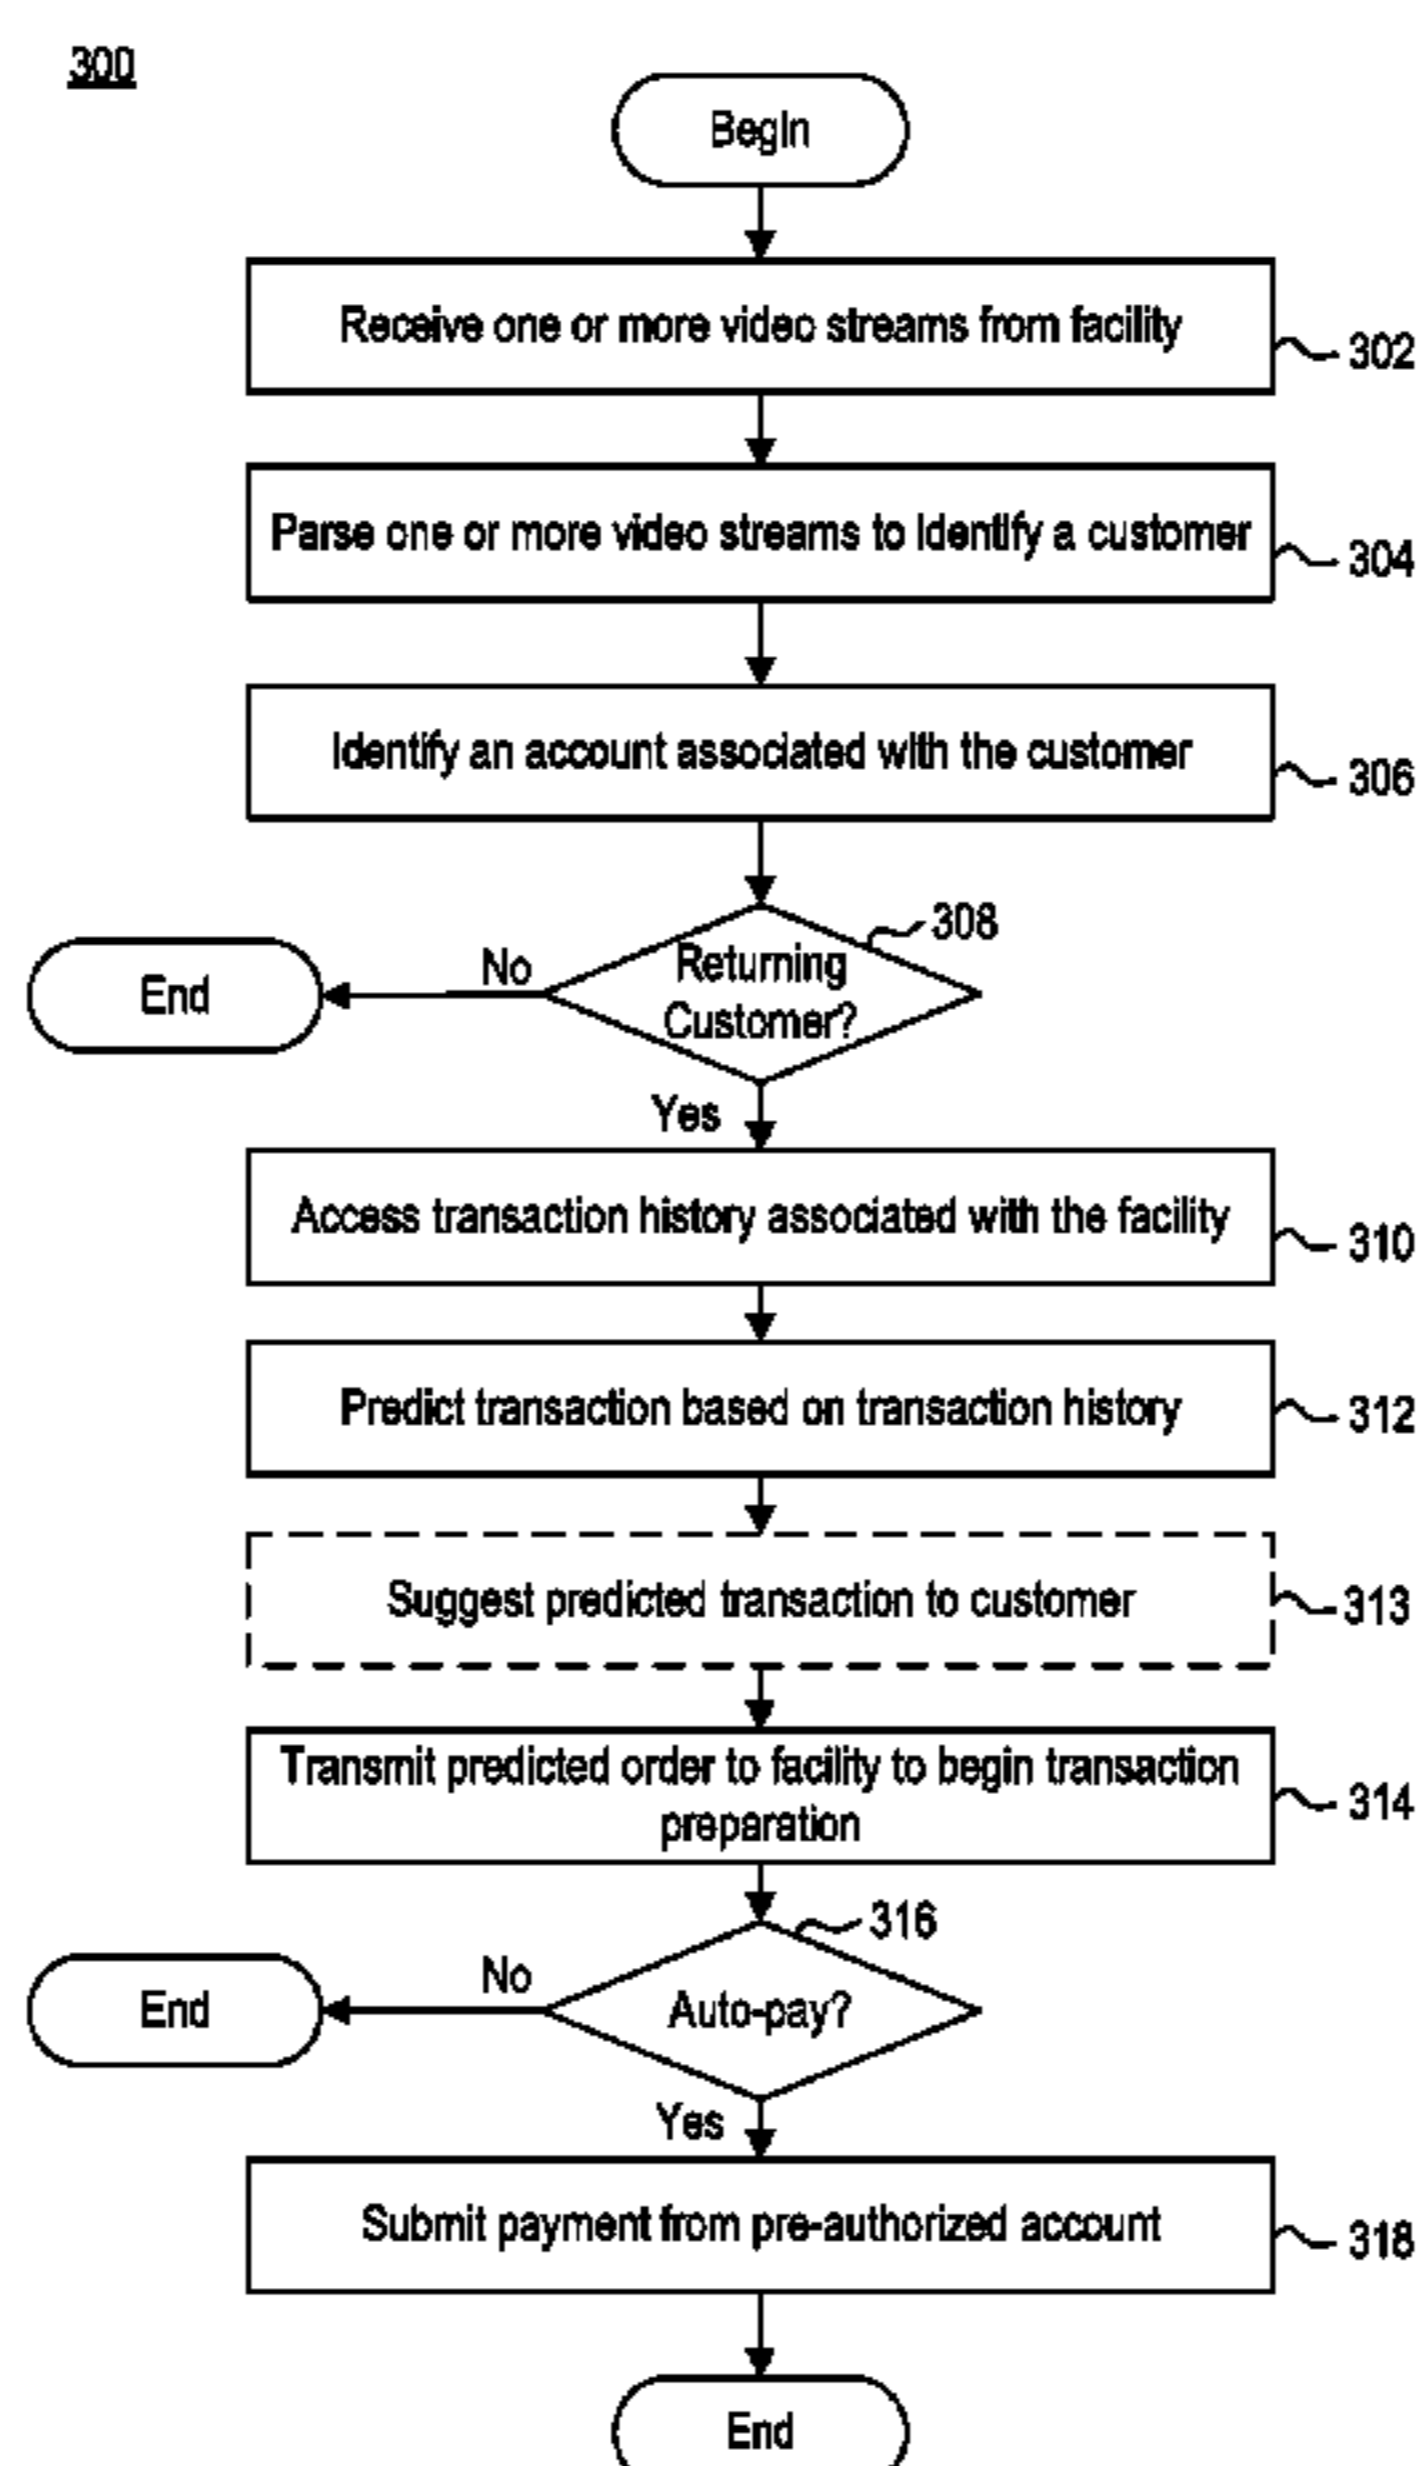 300
Begin
Receive one or more video streams from facility
302
Parse one or more video streams to identify a customer
304
Identify an account associated with the customer
306
308
Returning
Customer?
No
End
Yes
Access transaction history associated with the facility
310
Predict transaction based on transaction history
312
Suggest predicted transaction to customer
313
Transmit predicted order to facility to begin transaction
preparation
314
316
Auto-pay?
No
End
Yes
Submit payment from pre-authorized account
318
End